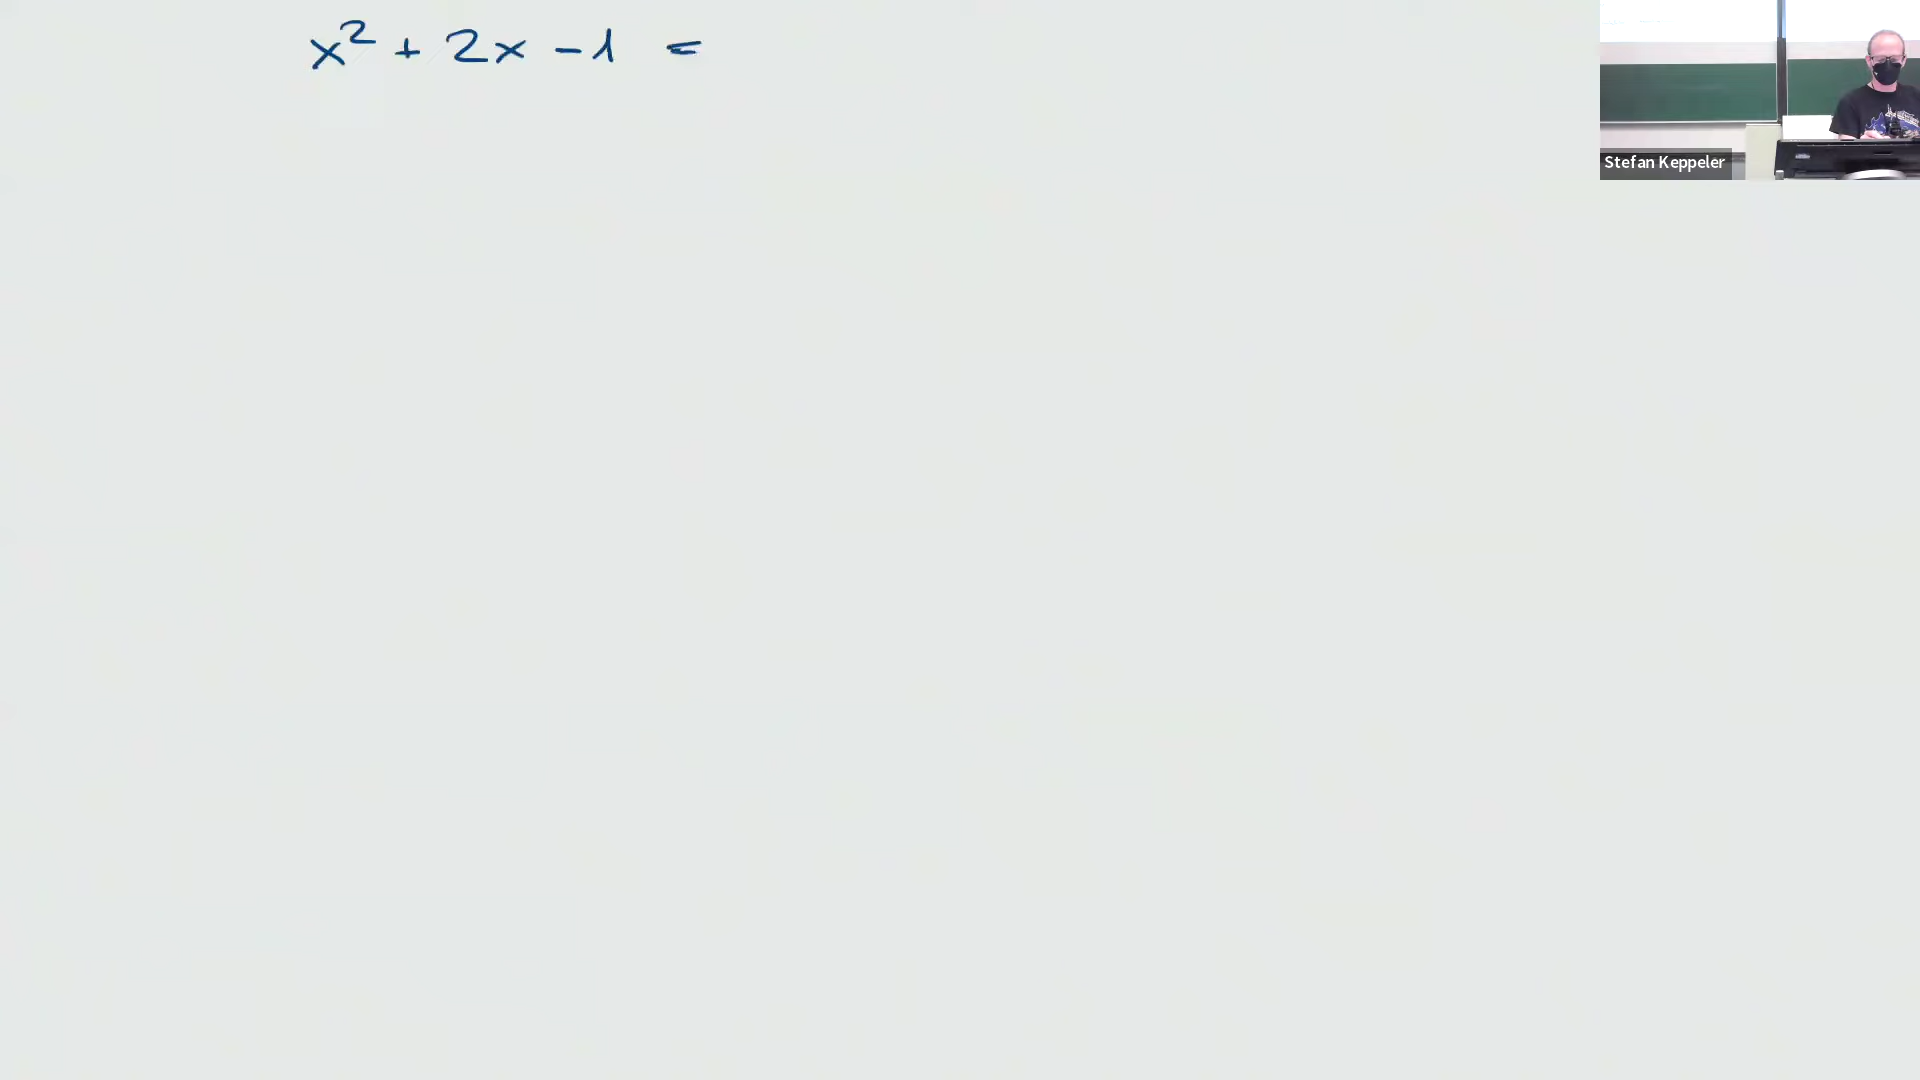 x² + 2x - 1 =
Stefan Keppeler